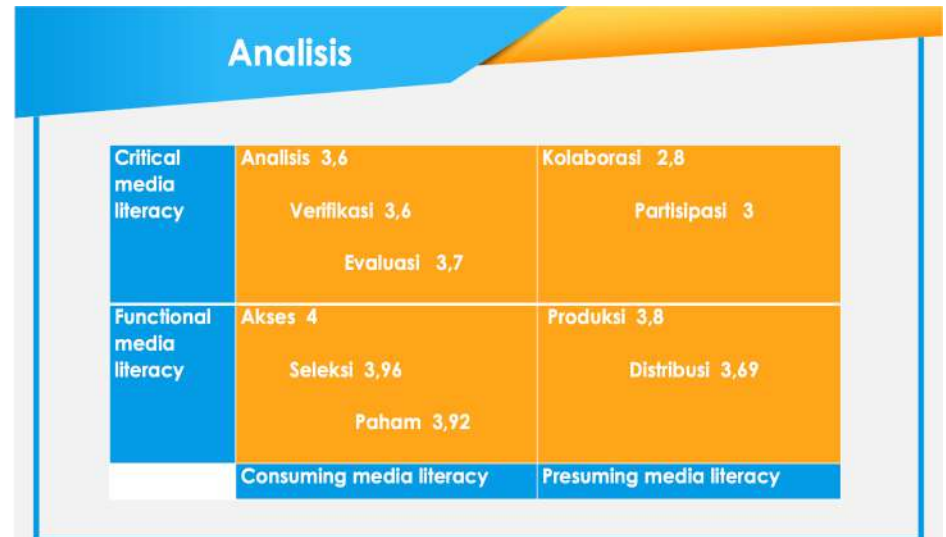 Analisis
Critical
media
literacy
Analisis 3,6
Verifikasi 3,6
Evaluasi 3,7
Kolaborasi 2,8
Partisipasi 3
Functional
media
literacy
Akses 4
Seleksi 3,96
Paham 3,92
Produksi 3,8
Distribusi 3,69
Consuming media literacy
Presuming media literacy